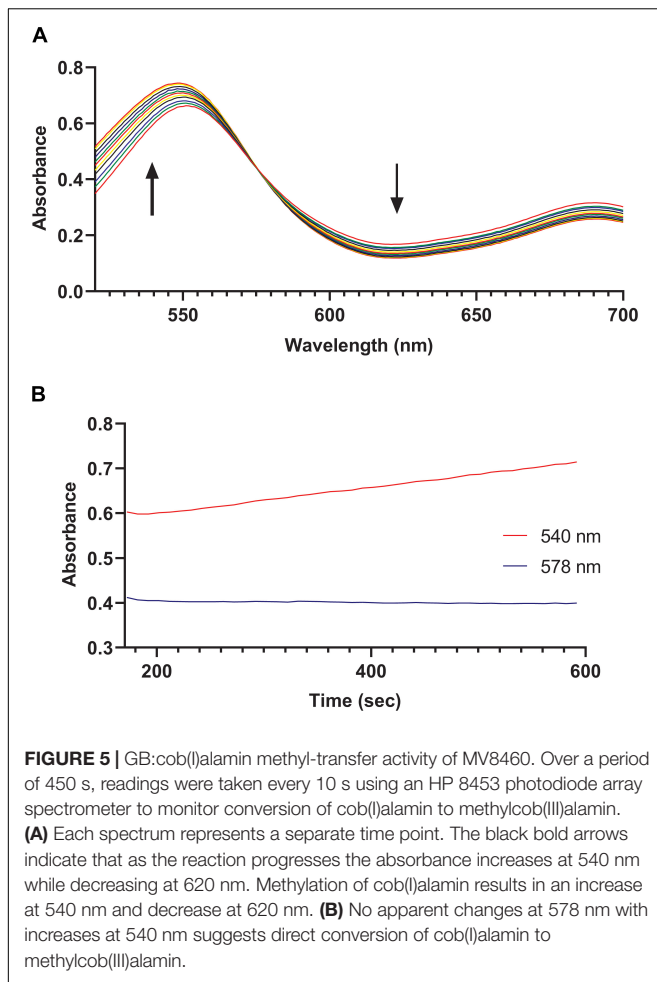 A
0.8
0.6
0.4
0.2
0.0
Absorbance
550 600 650 700
Wavelength (nm)
B
0.8
0.7
0.6
0.5
0.4
0.3
Absorbance
540 nm
578 nm
200 400 600
Time (sec)
FIGURE 5 | GB:cob(I)alamin methyl-transfer activity of MV8460. Over a period
of 450 s, readings were taken every 10 s using an HP 8453 photodiode array
spectrometer to monitor conversion of cob(I)alamin to methylcob(III)alamin.
(A) Each spectrum represents a separate time point. The black bold arrows
indicate that as the reaction progresses the absorbance increases at 540 nm
while decreasing at 620 nm. Methylation of cob(I)alamin results in an increase
at 540 nm and decrease at 620 nm. (B) No apparent changes at 578 nm with
increases at 540 nm suggests direct conversion of cob(I)alamin to
methylcob(III)alamin.